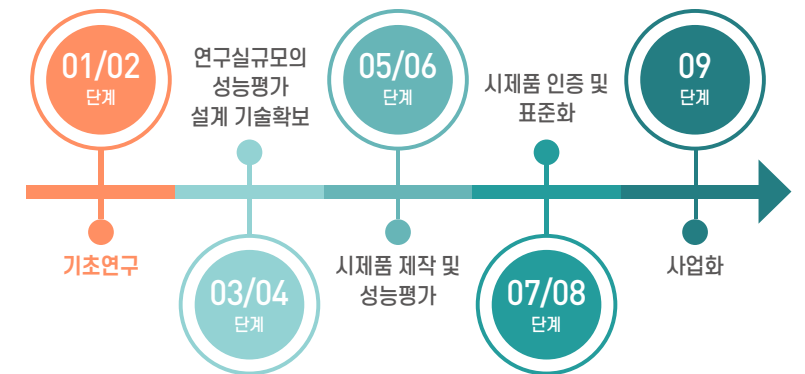 01/02
단계
기초연구
연구실규모의
성능평가
설계 기술확보
03/04
단계
05/06
단계
시제품 제작 및
성능평가
시제품 인증 및
표준화
07/08
단계
09
단계
사업화